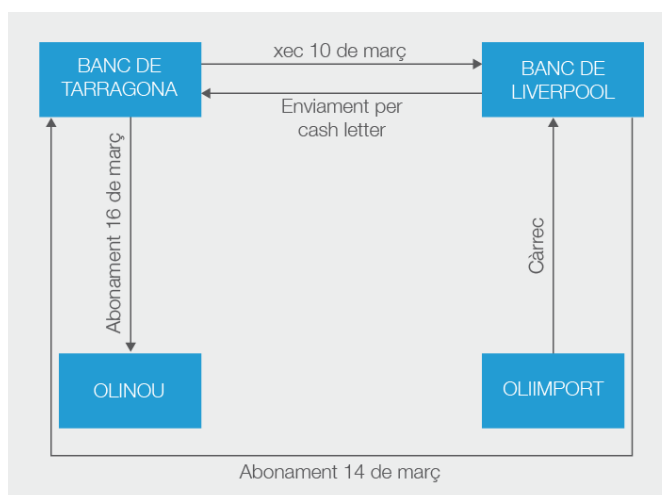 BANC DE
TARRAGONA
xec 10 de març
BANC DE
LIVERPOOL
Enviament per
cash letter
Abonament 16 de març
Càrrec
OLINOU
OLIIMPORT
Abonament 14 de març